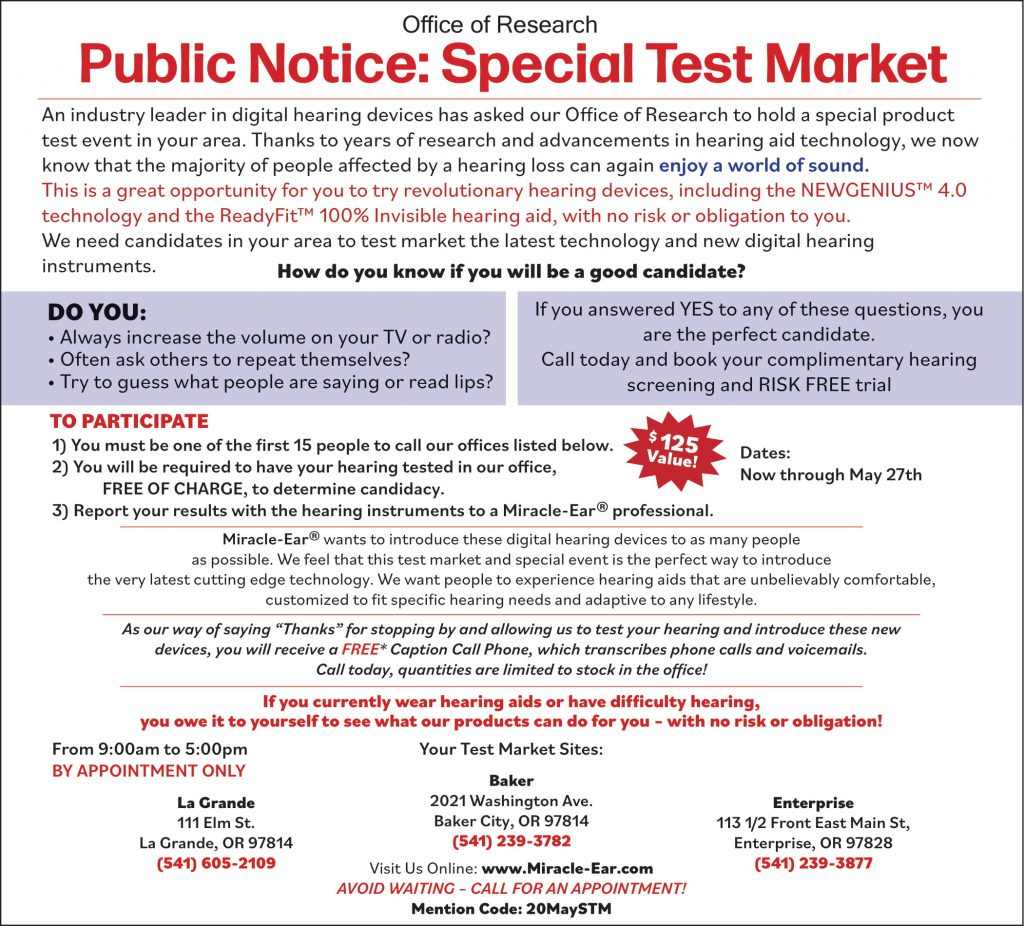 Office of Research
Public Notice: Special Test Market
An industry leader in digital hearing devices has asked our Office of Research to hold a special product
test event in your area. Thanks to years of research and advancements in hearing aid technology, we now
know that the majority of people affected by a hearing loss can again enjoy a world of sound.
This is a great opportunity for you to try revolutionary hearing devices, including the NEWGENIUS™ 4.0
technology and the ReadyFit™ 100% Invisible hearing aid, with no risk or obligation to you.
We need candidates in your area to test market the latest technology and new digital hearing
instruments.
How do you know if you will be a good candidate?
DO YOU:
• Always increase the volume on your TV or radio?
• Often ask others to repeat themselves?
• Try to guess what people are saying or read lips?
If you answered YES to any of these questions, you
are the perfect candidate.
Call today and book your complimentary hearing
screening and RISK FREE trial
TO PARTICIPATE
1) You must be one of the first 15 people to call our offices listed below.
2) You will be required to have your hearing tested in our office,
FREE OF CHARGE, to determine candidacy.
3) Report your results with the hearing instruments to a Miracle-Ear® professional.
$125
Value!
Dates:
Now through May 27th
Miracle-Ear® wants to introduce these digital hearing devices to as many people
as possible. We feel that this test market and special event is the perfect way to introduce
the very latest cutting edge technology. We want people to experience hearing aids that are unbelievably comfortable,
customized to fit specific hearing needs and adaptive to any lifestyle.
As our way of saying “Thanks” for stopping by and allowing us to test your hearing and introduce these new
devices, you will receive a FREE* Caption Call Phone, which transcribes phone calls and voicemails.
Call today, quantities are limited to stock in the office!
If you currently wear hearing aids or have difficulty hearing,
you owe it to yourself to see what our products can do for you – with no risk or obligation!
From 9:00am to 5:00pm
BY APPOINTMENT ONLY
Your Test Market Sites:
La Grande
111 Elm St.
La Grande, OR 97814
(541) 605-2109
Baker
2021 Washington Ave.
Baker City, OR 97814
(541) 239-3782
Enterprise
113 1/2 Front East Main St,
Enterprise, OR 97828
(541) 239-3877
Visit Us Online: www.Miracle-Ear.com
AVOID WAITING – CALL FOR AN APPOINTMENT!
Mention Code: 20MaySTM